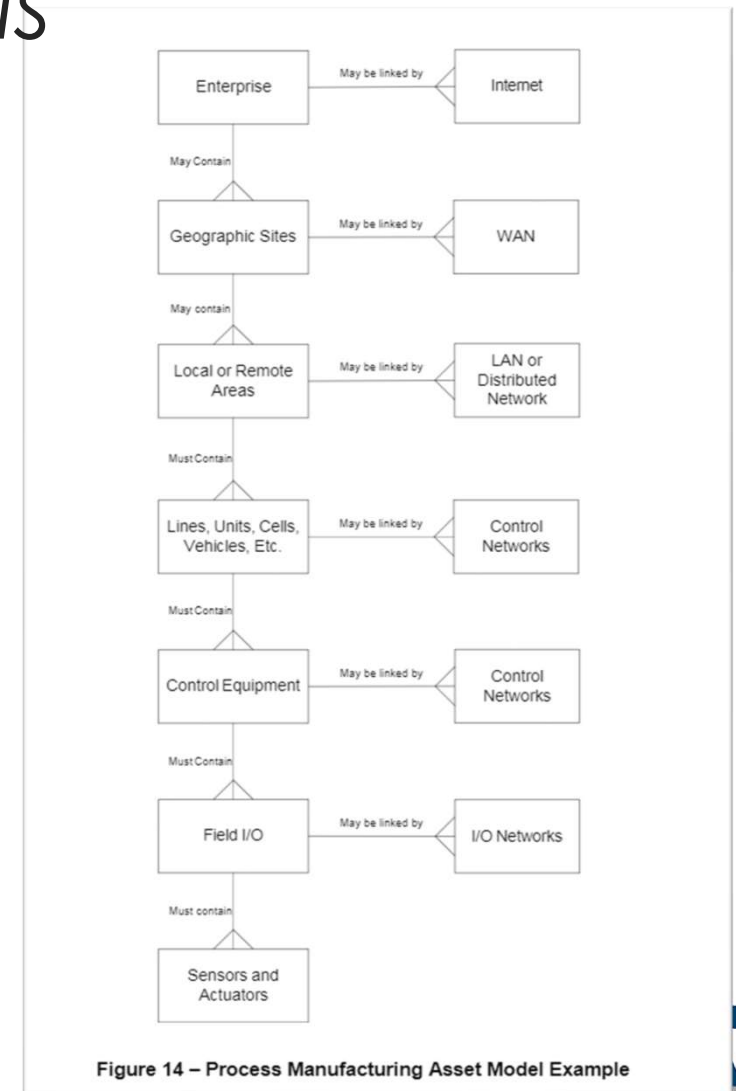 Enterprise
May be linked by
Internet
May Contain
Geographic Sites
May be linked by
WAN
May contain
Local or Remote
Areas
May be linked by
LAN or
Distributed
Network
Must Contain
Lines, Units, Cells,
Vehicles, Etc.
May be linked by
Control
Networks
Must Contain
Control Equipment
May be linked by
Control
Networks
Must Contain
Field I/O
May be linked by
I/O Networks
Must contain
Sensors and
Actuators
Figure 14 – Process Manufacturing Asset Model Example